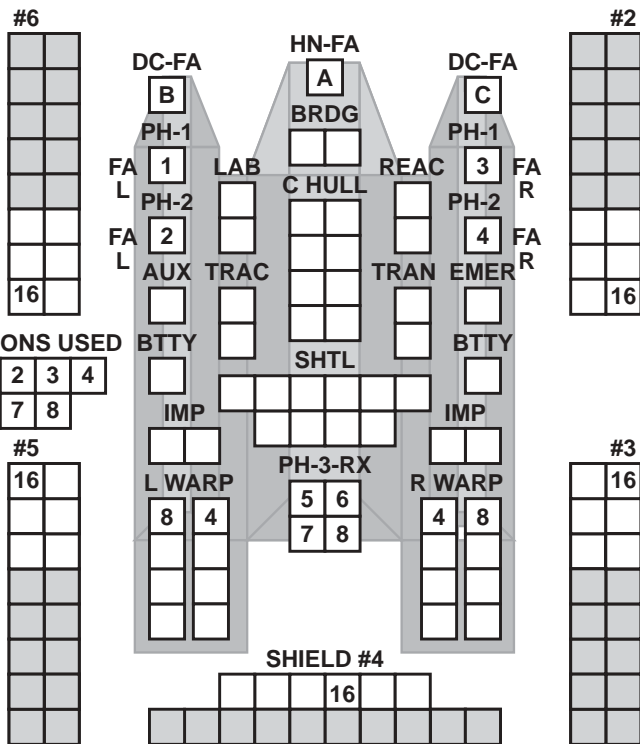 #6 #2
HN-FA
DC-FA DC-FA
B A C
BRDG
PH-1 PH-1
FA L 1 LAB REAC 3 FA R
C HULL
PH-2 PH-2
FA L 2 4 FA R
AUX TRAC TRAN EMER
16 16
ONS USED BTTY BTTY
2 3 4
SHTL
7 8
IMP IMP
#5 #3
PH-3-RX
16 L WARP R WARP 16
8 4 5 6 4 8
7 8
SHIELD #4
16